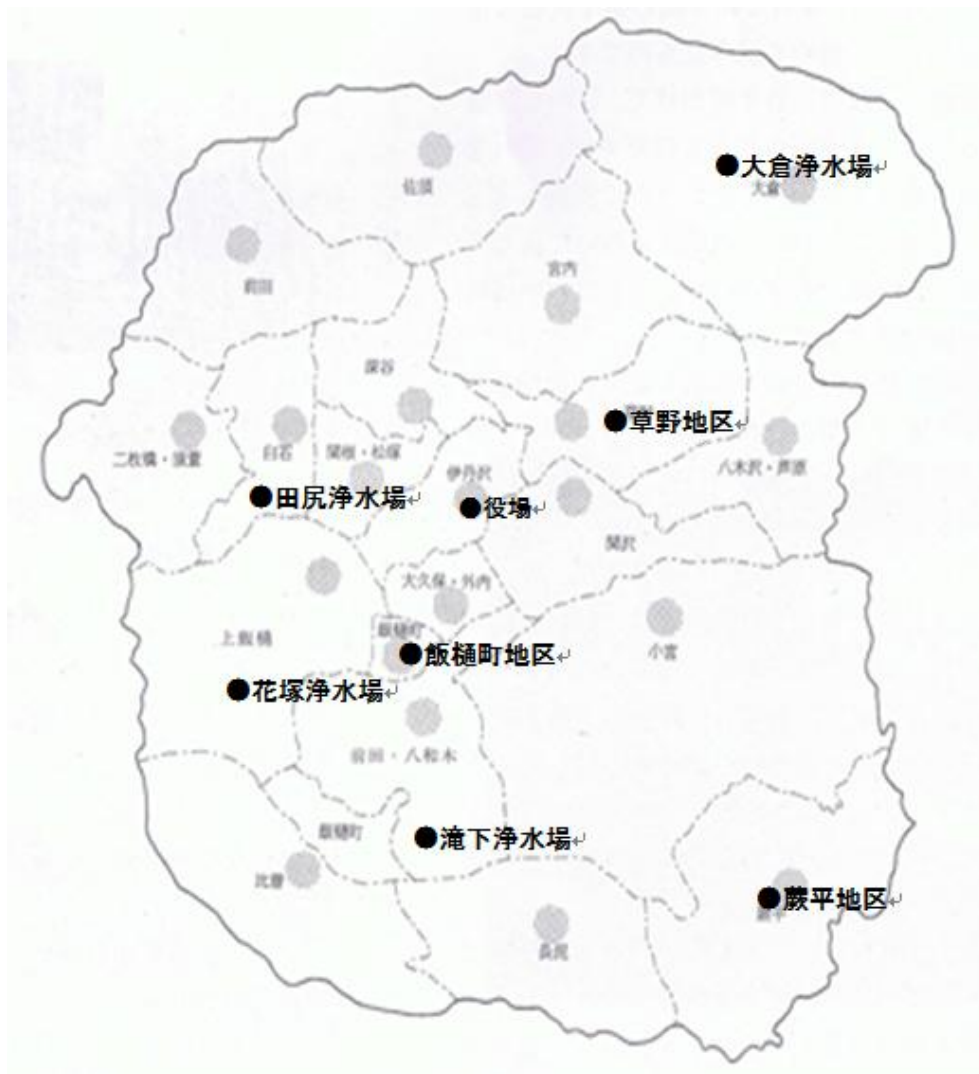 ●大倉浄水場↵
大倉
佐須
宮内
前田
深谷
●草野地区↵
二枚橋・須萱
白石
関根・松塚
伊丹沢
八木沢・芦原
●田尻浄水場↵
●役場↵
関沢
大久保・外内
飯樋町
上飯樋
●飯樋町地区↵
小宮
●花塚浄水場↵
前田・八和木
飯樋町
●滝下浄水場↵
比曽
●蕨平地区↵
長泥